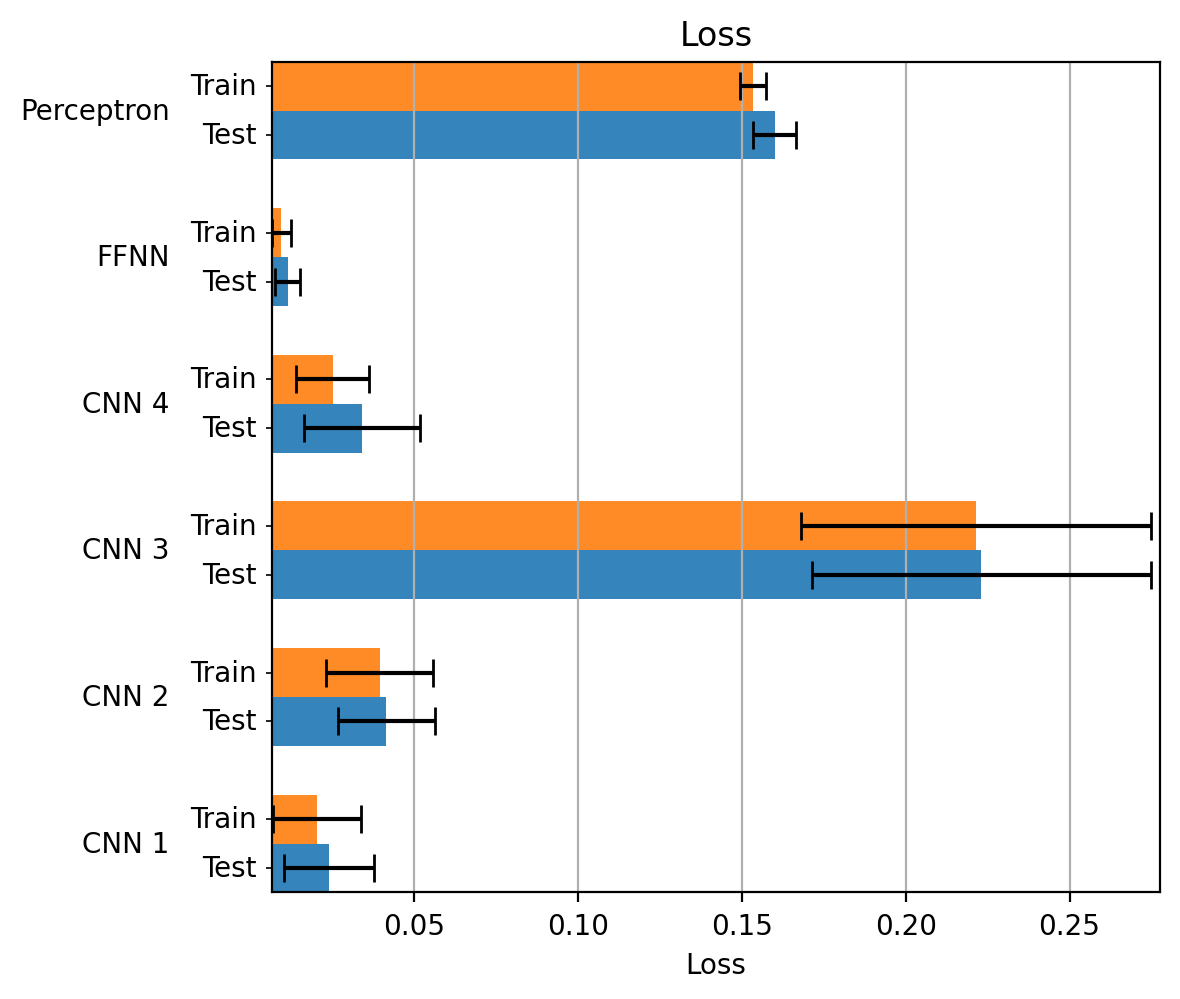 Loss
Train
Perceptron
Test
Train
FFNN
Test
Train
CNN 4
Test
Train
CNN 3
Test
Train
CNN 2
Test
Train
CNN 1
Test
0.05 0.10 0.15 0.20 0.25
Loss